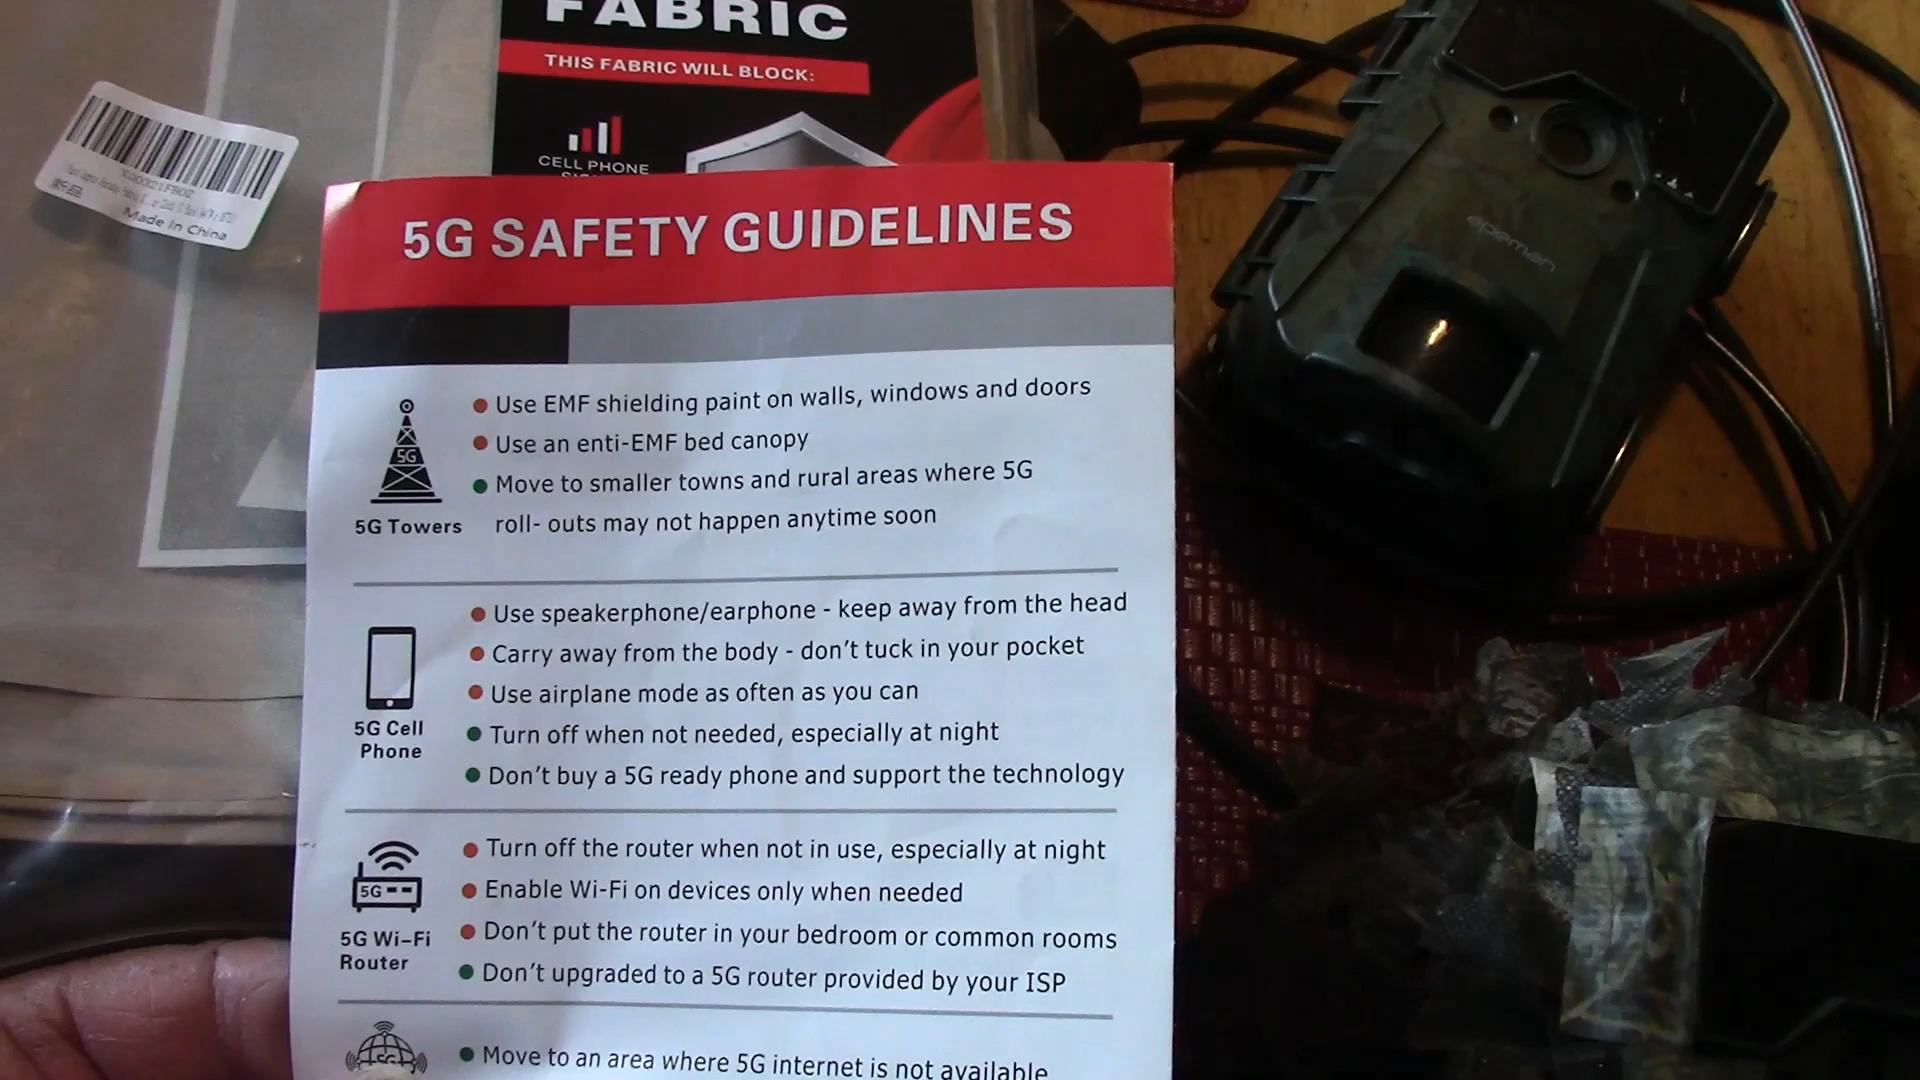 FABRIC
THIS FABRIC WILL BLOCK:
CELL PHONE
Made in China
epeman
5G SAFETY GUIDELINES
5G
5G Towers
Use EMF shielding paint on walls, windows and doors
Use an enti-EMF bed canopy
Move to smaller towns and rural areas where 5G
roll- outs may not happen anytime soon
5G Cell
Phone
Use speakerphone/earphone - keep away from the head
Carry away from the body - don't tuck in your pocket
Use airplane mode as often as you can
Turn off when not needed, especially at night
Don't buy a 5G ready phone and support the technology
5G
5G Wi-Fi
Router
Turn off the router when not in use, especially at night
Enable Wi-Fi on devices only when needed
Don't put the router in your bedroom or common rooms
Don't upgraded to a 5G router provided by your ISP
5G
Move to an area where 5G internet is not available